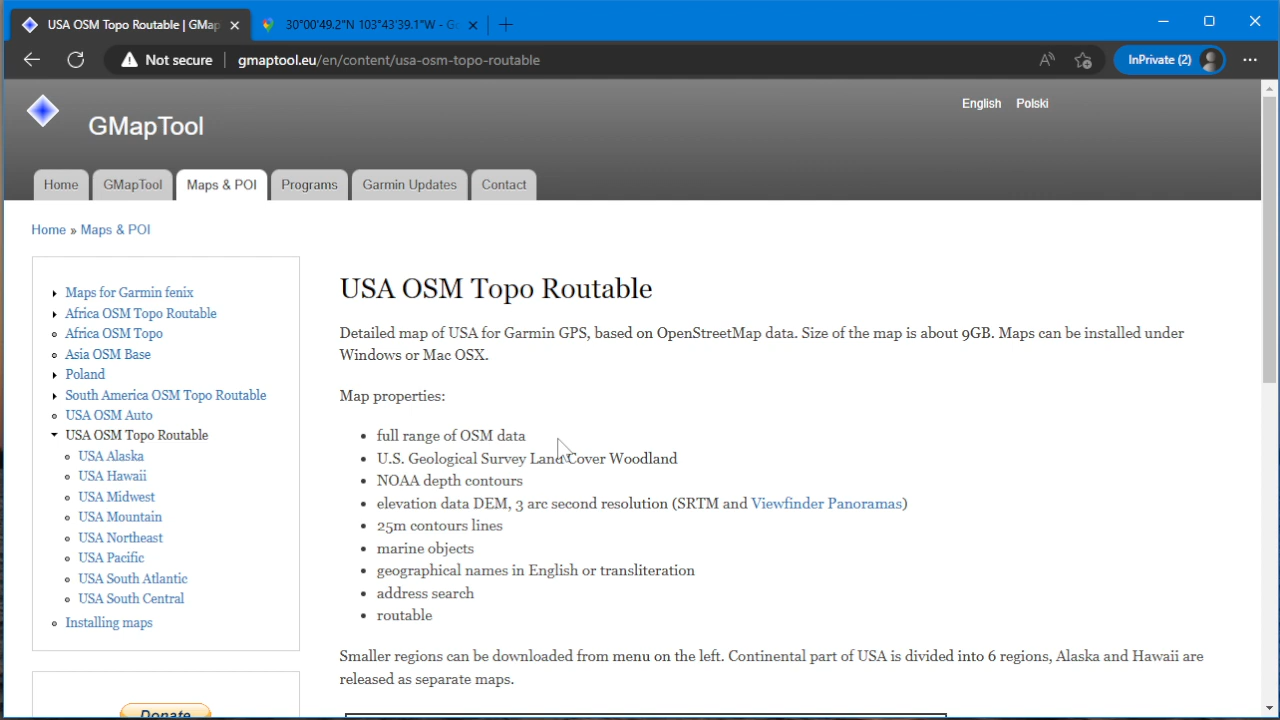 USA OSM Topo Routable | GMap
30°00'49.2"N 103°43'39.1"W - Go
Not secure
gmaptool.eu/en/content/usa-osm-topo-routable
InPrivate (2)
English
Polski
GMapTool
Home
GMapTool
Maps & POI
Programs
Garmin Updates
Contact
Home » Maps & POI
Maps for Garmin fenix
Africa OSM Topo Routable
Africa OSM Topo
Asia OSM Base
Poland
South America OSM Topo Routable
USA OSM Auto
USA OSM Topo Routable
USA Alaska
USA Hawaii
USA Midwest
USA Mountain
USA Northeast
USA Pacific
USA South Atlantic
USA South Central
Installing maps
Donate
USA OSM Topo Routable
Detailed map of USA for Garmin GPS, based on OpenStreetMap data. Size of the map is about 9GB. Maps can be installed under
Windows or Mac OSX.
Map properties:
full range of OSM data
U.S. Geological Survey Land Cover Woodland
NOAA depth contours
elevation data DEM, 3 arc second resolution (SRTM and Viewfinder Panoramas)
25m contours lines
marine objects
geographical names in English or transliteration
address search
routable
Smaller regions can be downloaded from menu on the left. Continental part of USA is divided into 6 regions, Alaska and Hawaii are
released as separate maps.